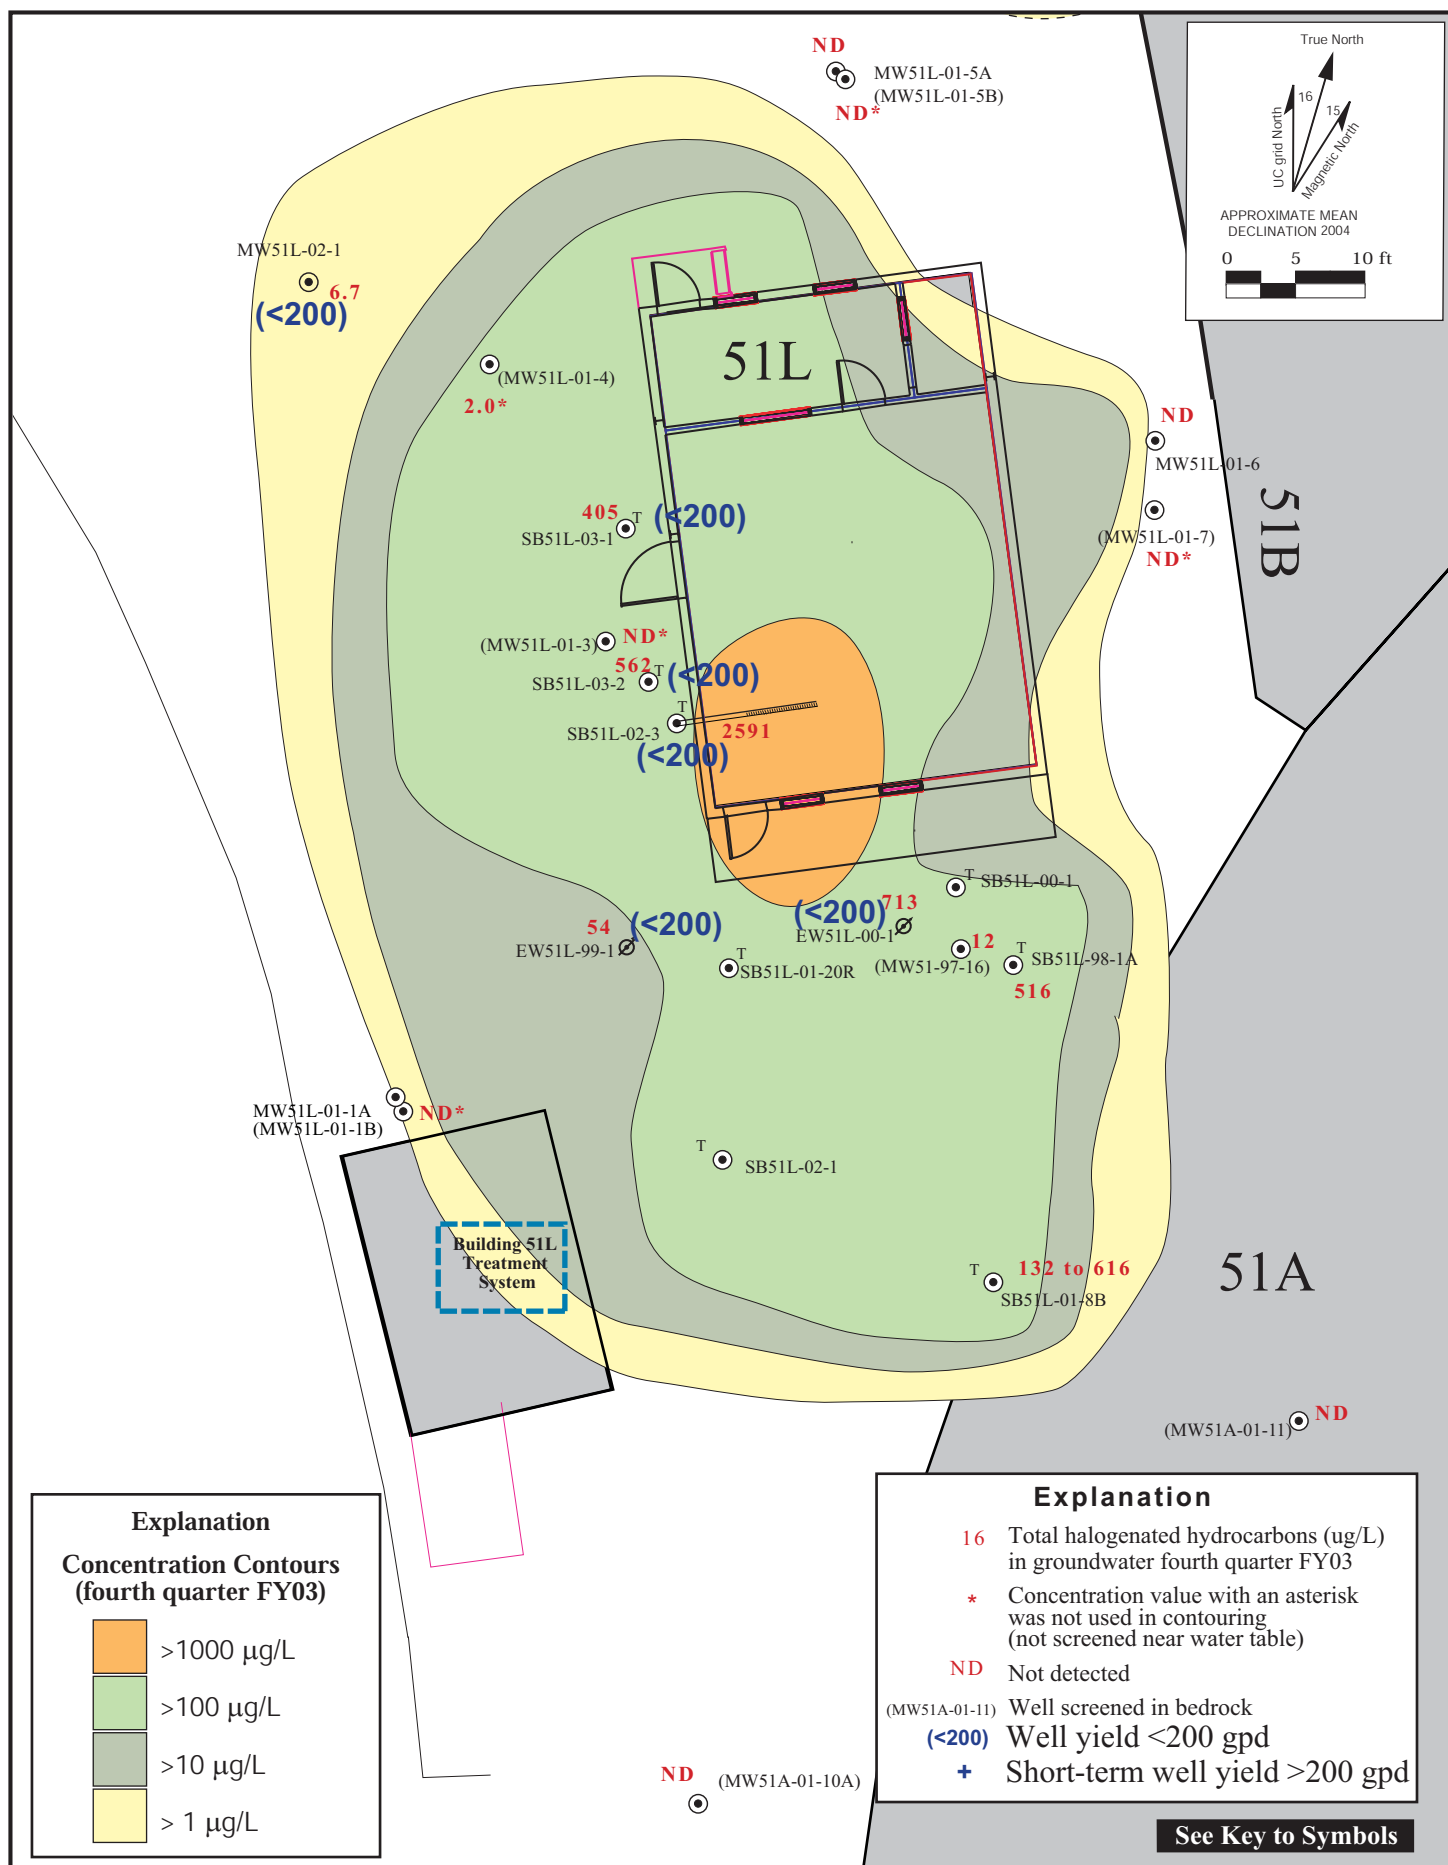 ND
MW51L-01-5A
(MW51L-01-5B)
ND*
True North
16
15
UC grid North
Magnetic North
APPROXIMATE MEAN
DECLINATION 2004
0 5 10 ft
MW51L-02-1
6.7
(<200)
51L
(MW51L-01-4)
2.0*
ND
MW51L-01-6
51B
(MW51L-01-7)
ND*
405
T
(<200)
SB51L-03-1
(MW51L-01-3)
ND*
562
T
(<200)
SB51L-03-2
T
SB51L-02-3
2591
(<200)
T
SB51L-00-1
713
(<200)
EW51L-00-1
54
(<200)
EW51L-99-1
12
(MW51-97-16)
T
SB51L-98-1A
516
T
SB51L-01-20R
MW51L-01-1A
(MW51L-01-1B)
ND*
T
SB51L-02-1
Building 51L
Treatment
System
T
132 to 616
SB51L-01-8B
51A
ND
(MW51A-01-11)
Explanation
Concentration Contours
(fourth quarter FY03)
>1000 µg/L
>100 µg/L
>10 µg/L
> 1 µg/L
ND
(MW51A-01-10A)
Explanation
16 Total halogenated hydrocarbons (ug/L)
in groundwater fourth quarter FY03
* Concentration value with an asterisk
was not used in contouring
(not screened near water table)
ND Not detected
(MW51A-01-11) Well screened in bedrock
(<200) Well yield <200 gpd
+ Short-term well yield >200 gpd
See Key to Symbols